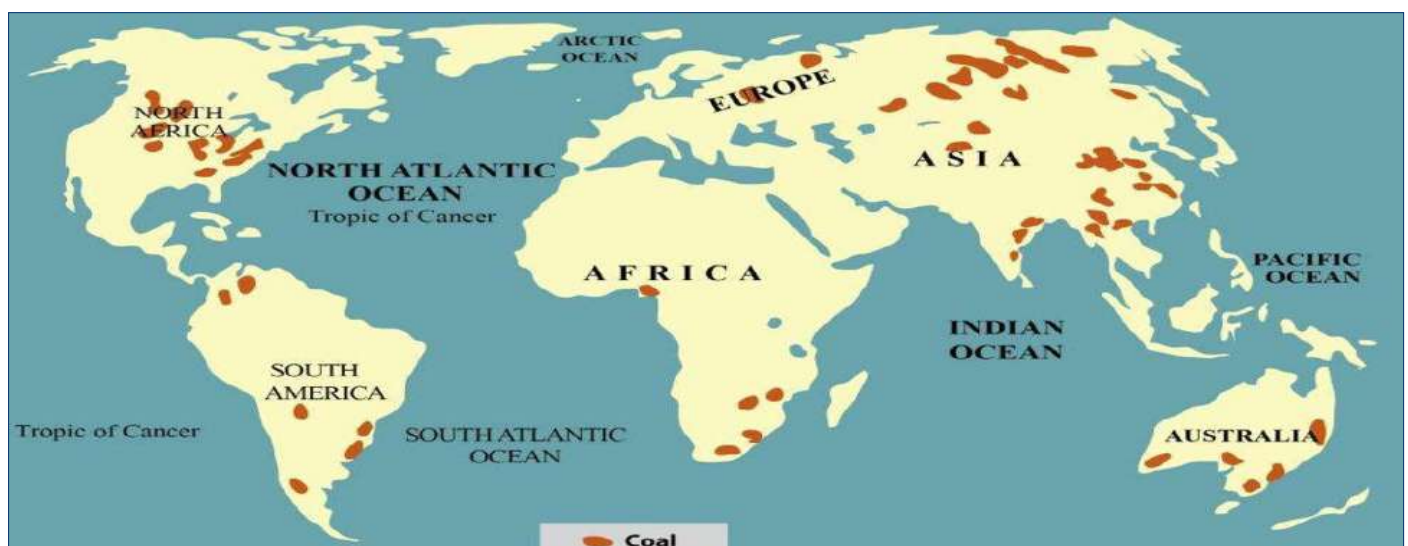 ARCTIC
OCEAN
EUROPE
NORTH
AERICA
ASIA
NORTH ATLANTIC
OCEAN
Tropic of Cancer
AFRICA
PACIFIC
OCEAN
INDIAN
OCEAN
SOUTH
AMERICA
Tropic of Cancer
SOUTH ATLANTIC
OCEAN
AUSTRALIA
Coal